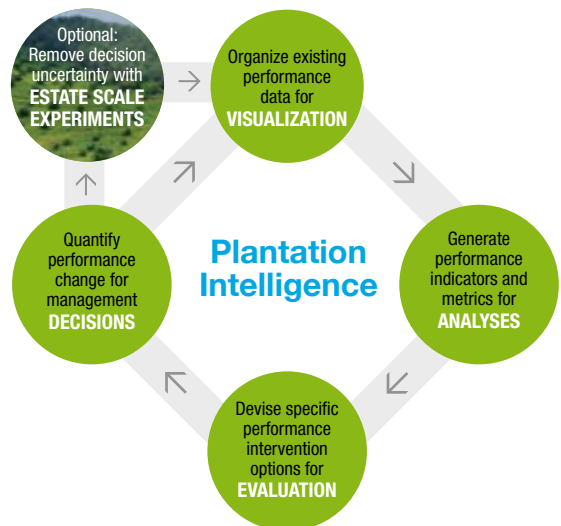 Optional:
Remove decision
uncertainty with
ESTATE SCALE
EXPERIMENTS
Organize existing
performance
data for
VISUALIZATION
Quantify
performance
change for
management
DECISIONS
Plantation
Intelligence
Generate
performance
indicators and
metrics for
ANALYSES
Devise specific
performance
intervention
options for
EVALUATION